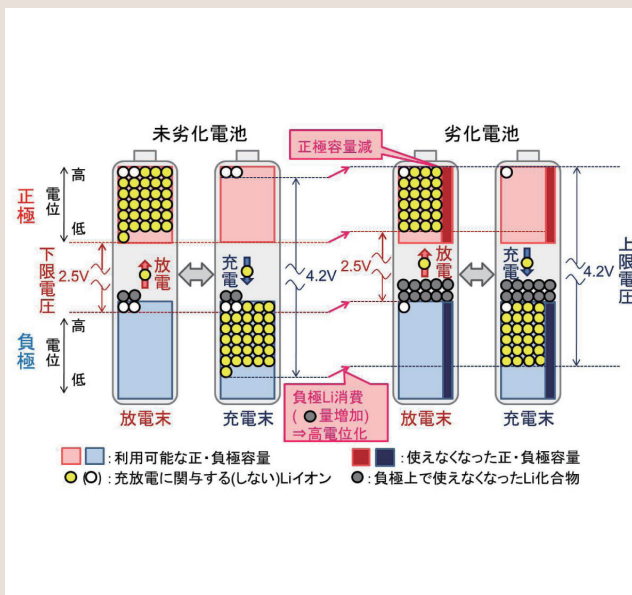 未劣化電池
劣化電池
正極容量減
正極
電位
高
低
下限電圧
2.5V
放電
充電
4.2V
2.5V
放電
充電
4.2V
上限電圧
負極
電位
高
低
放電末
充電末
負極Li消費
(●量増加)
⇒高電位化
放電末
充電末
:利用可能な正・負極容量
:使えなくなった正・負極容量
(○):充放電に関与する(しない)Liイオン
:負極上で使えなくなったLi化合物